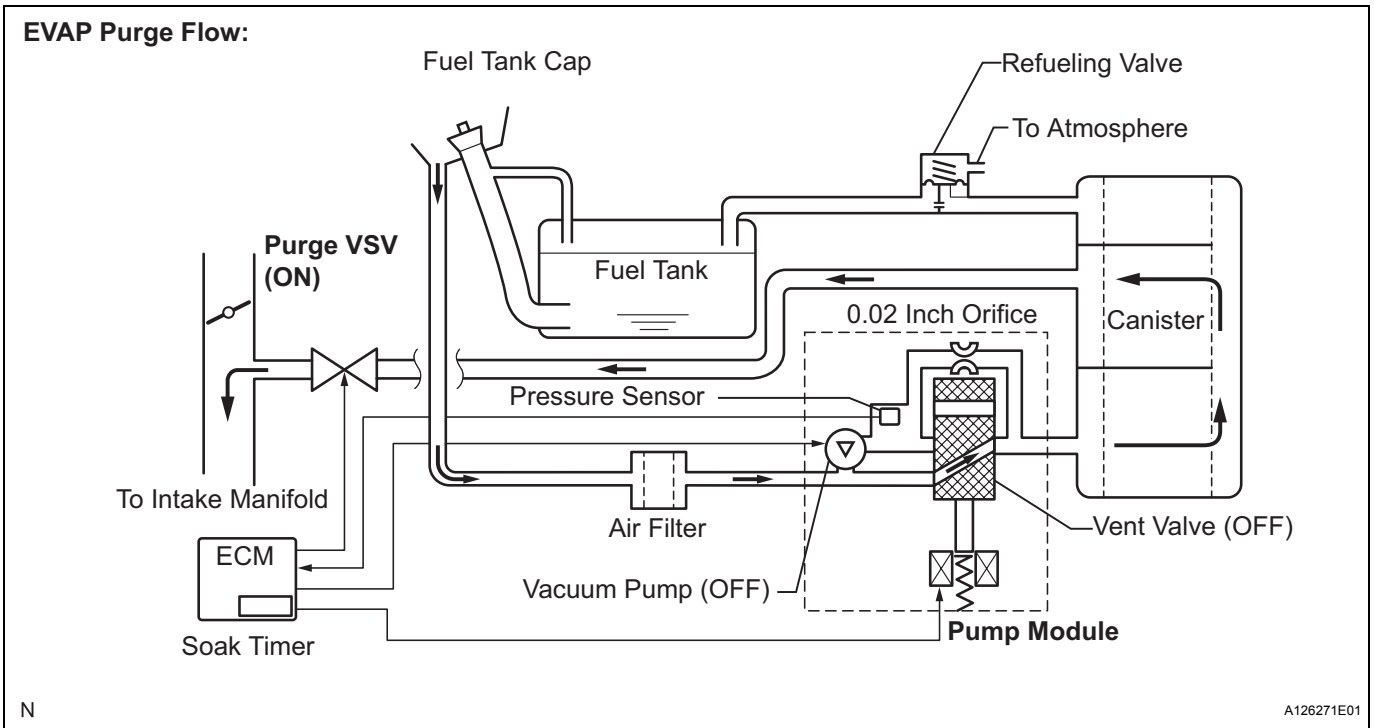 EVAP Purge Flow:
Fuel Tank Cap
Refueling Valve
To Atmosphere
Purge VSV
(ON)
Fuel Tank
0.02 Inch Orifice
Canister
Pressure Sensor
To Intake Manifold
Air Filter
Vent Valve (OFF)
ECM
Vacuum Pump (OFF)
Pump Module
Soak Timer
N
A126271E01